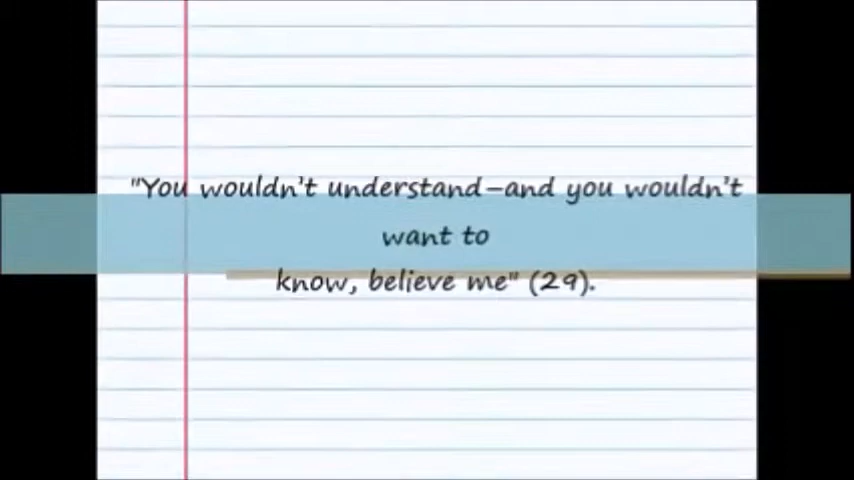 "You wouldn't understand—and you wouldn't
want to
know, believe me" (29).